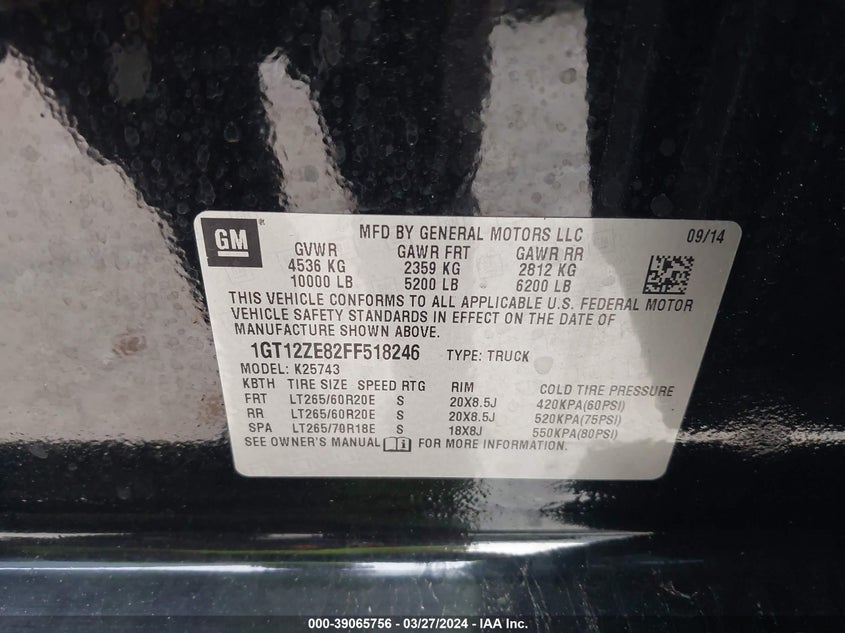 GM
MFD BY GENERAL MOTORS LLC 09/14
GVWR GAWR FRT GAWR RR
4536 KG 2359 KG 2812 KG
10000 LB 5200 LB 6200 LB
THIS VEHICLE CONFORMS TO ALL APPLICABLE U.S. FEDERAL MOTOR
VEHICLE SAFETY STANDARDS IN EFFECT ON THE DATE OF
MANUFACTURE SHOWN ABOVE.
1GT12ZE82FF518246 TYPE: TRUCK
MODEL: K25743
KBTH TIRE SIZE SPEED RTG RIM COLD TIRE PRESSURE
FRT LT265/60R20E S 20X8.5J 420KPA(60PSI)
RR LT265/60R20E S 20X8.5J 520KPA(75PSI)
SPA LT265/70R18E S 18X8J 550KPA(80PSI)
SEE OWNER'S MANUAL FOR MORE INFORMATION.
000-39065756 — 03/27/2024 — © IAA, Inc.